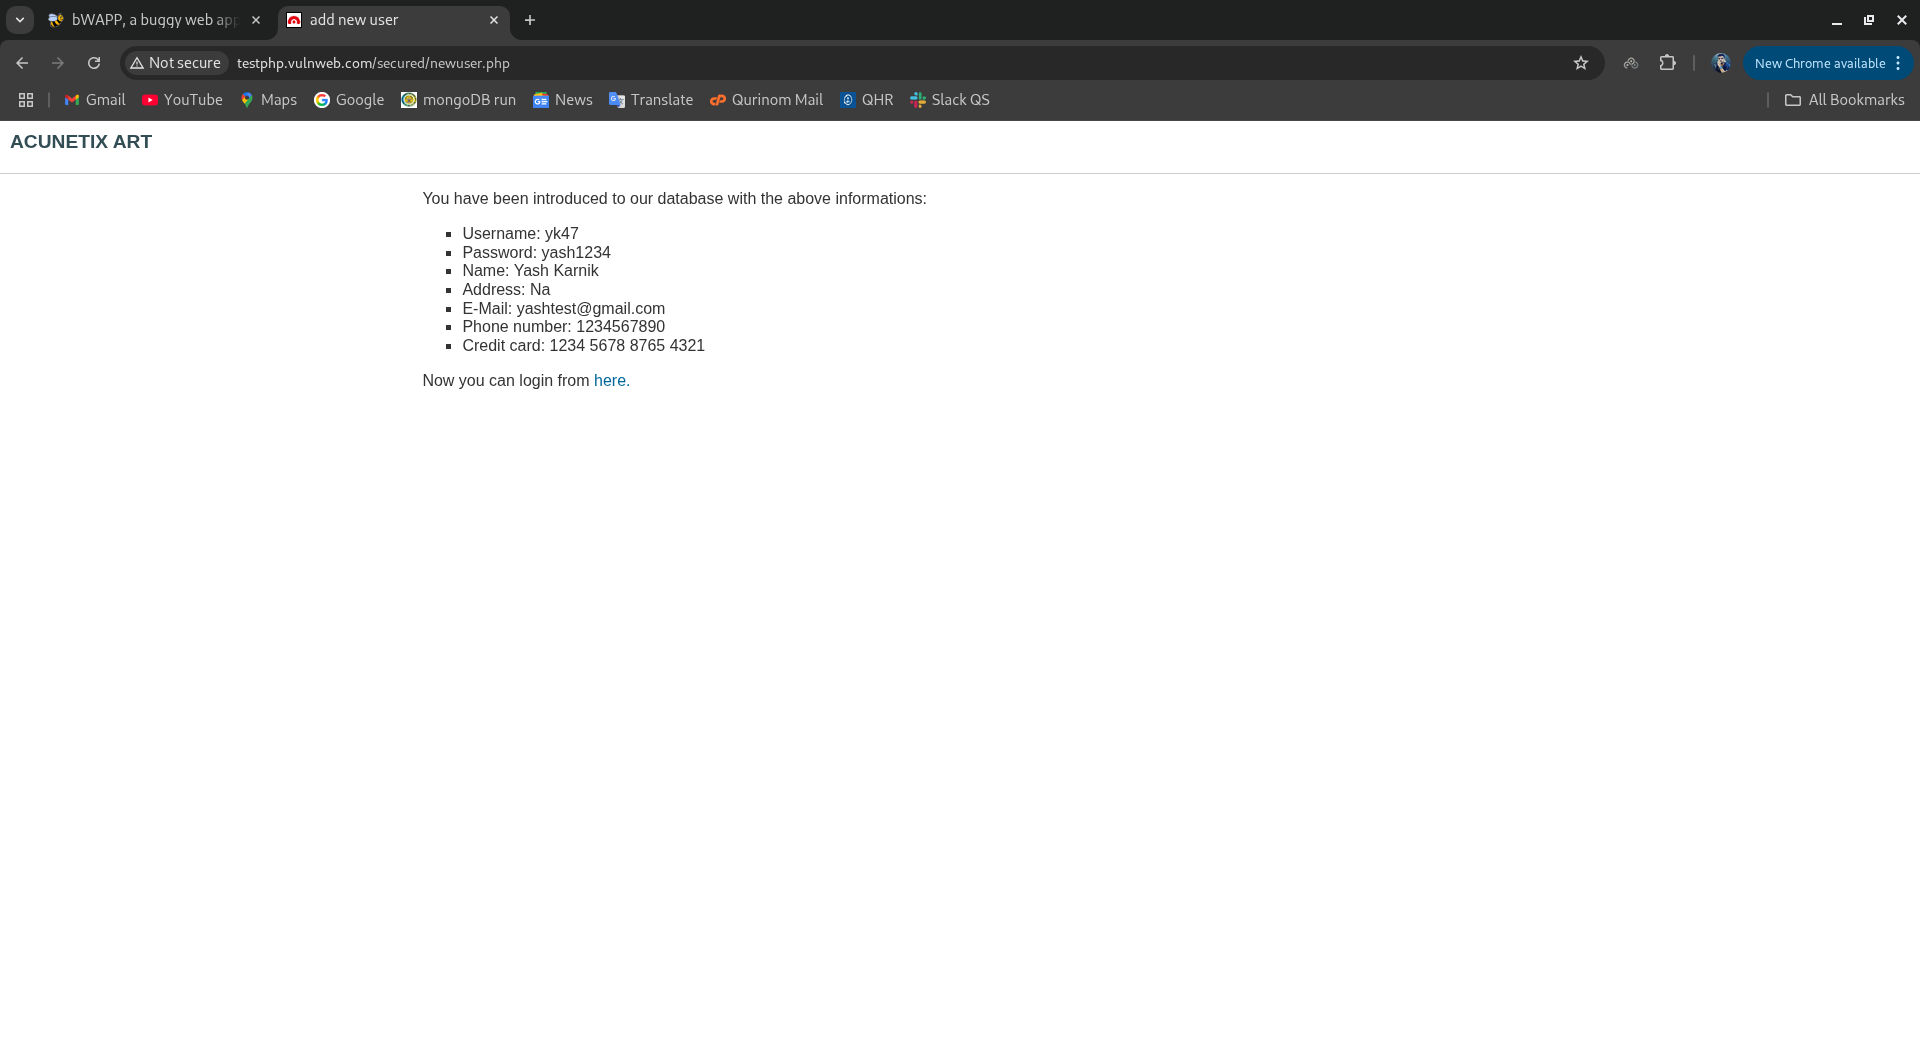 bWAPP, a buggy web app
add new user
Not secure
testphp.vulnweb.com/secured/newuser.php
New Chrome available
Gmail
YouTube
Maps
Google
mongoDB run
News
Translate
Qurinom Mail
QHR
Slack QS
All Bookmarks
ACUNETIX ART
You have been introduced to our database with the above informations:
Username: yk47
Password: yash1234
Name: Yash Karnik
Address: Na
E-Mail: yashtest@gmail.com
Phone number: 1234567890
Credit card: 1234 5678 8765 4321
Now you can login from here.